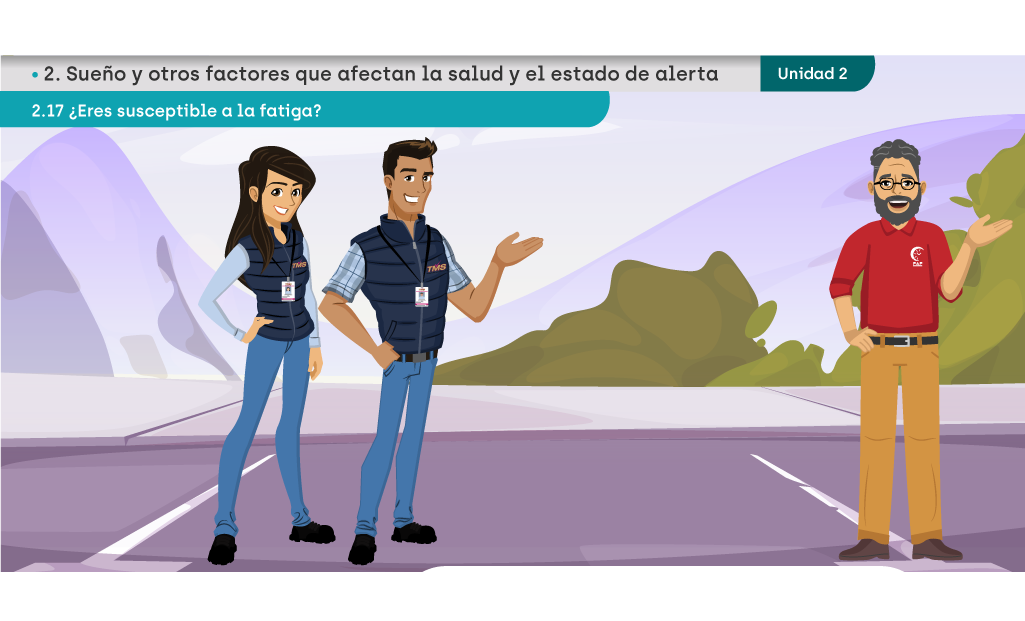 • 2. Sueño y otros factores que afectan la salud y el estado de alerta
Unidad 2
2.17 ¿Eres susceptible a la fatiga?
TMS
TMS